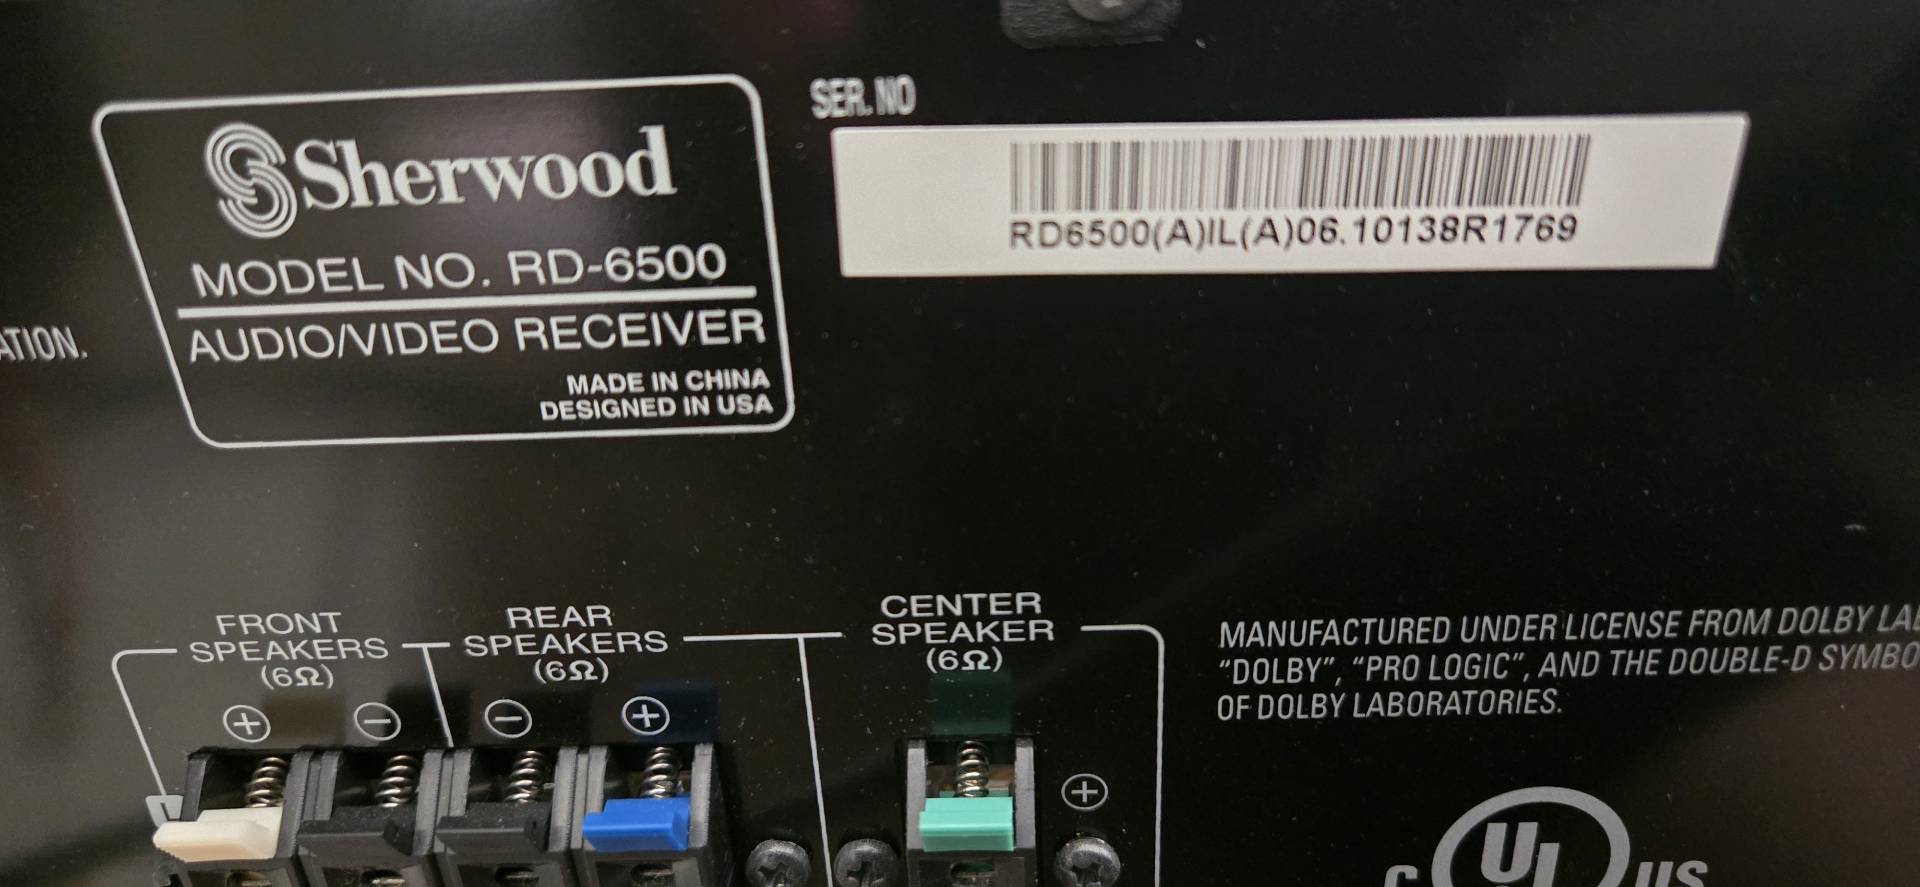 Sherwood
MODEL NO. RD-6500
AUDIO/VIDEO RECEIVER
MADE IN CHINA
DESIGNED IN USA
SER. NO
RD6500(A)IL(A)06.10138R1769
FRONT
SPEAKERS
(6Ω)
+ −
REAR
SPEAKERS
(6Ω)
− +
CENTER
SPEAKER
(6Ω)
+
MANUFACTURED UNDER LICENSE FROM DOLBY
"DOLBY", "PRO LOGIC", AND THE DOUBLE-D
OF DOLBY LABORATORIES.
C UL US